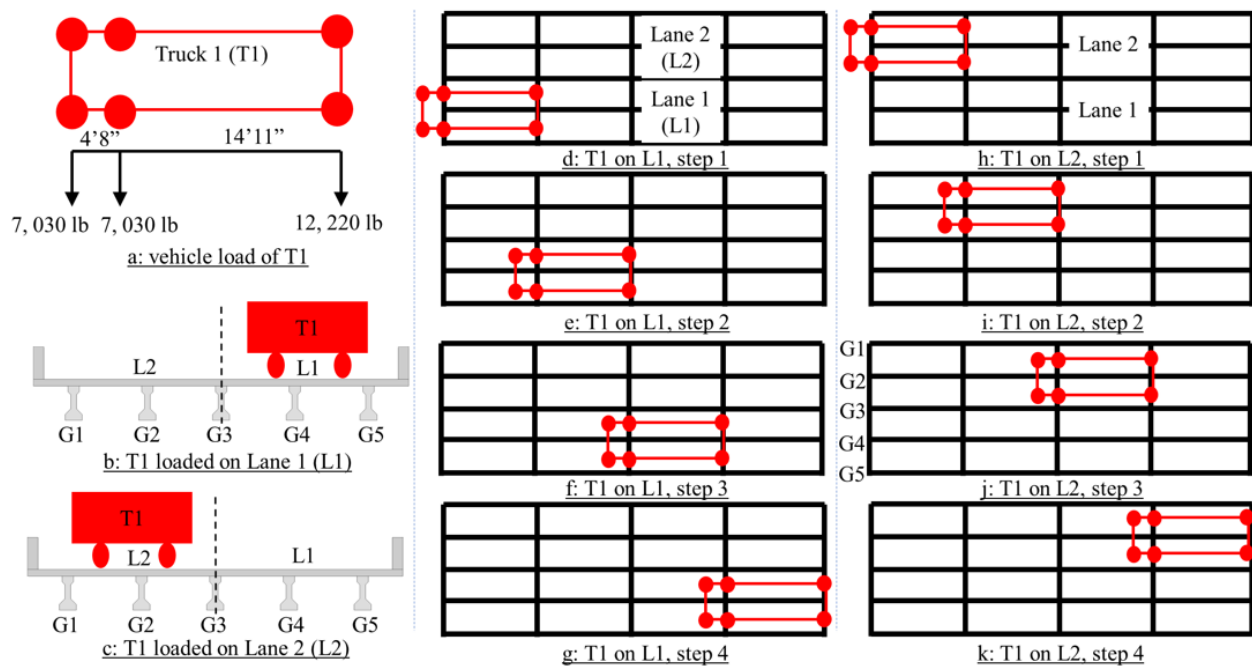 Truck 1 (T1)
4’8”
14’11”
7, 030 lb
7, 030 lb
12, 220 lb
a: vehicle load of T1
T1
L2
L1
G1
G2
G3
G4
G5
b: T1 loaded on Lane 1 (L1)
T1
L2
L1
G1
G2
G3
G4
G5
c: T1 loaded on Lane 2 (L2)
Lane 2
(L2)
Lane 1
(L1)
d: T1 on L1, step 1
e: T1 on L1, step 2
f: T1 on L1, step 3
g: T1 on L1, step 4
Lane 2
Lane 1
h: T1 on L2, step 1
i: T1 on L2, step 2
G1
G2
G3
G4
G5
j: T1 on L2, step 3
k: T1 on L2, step 4